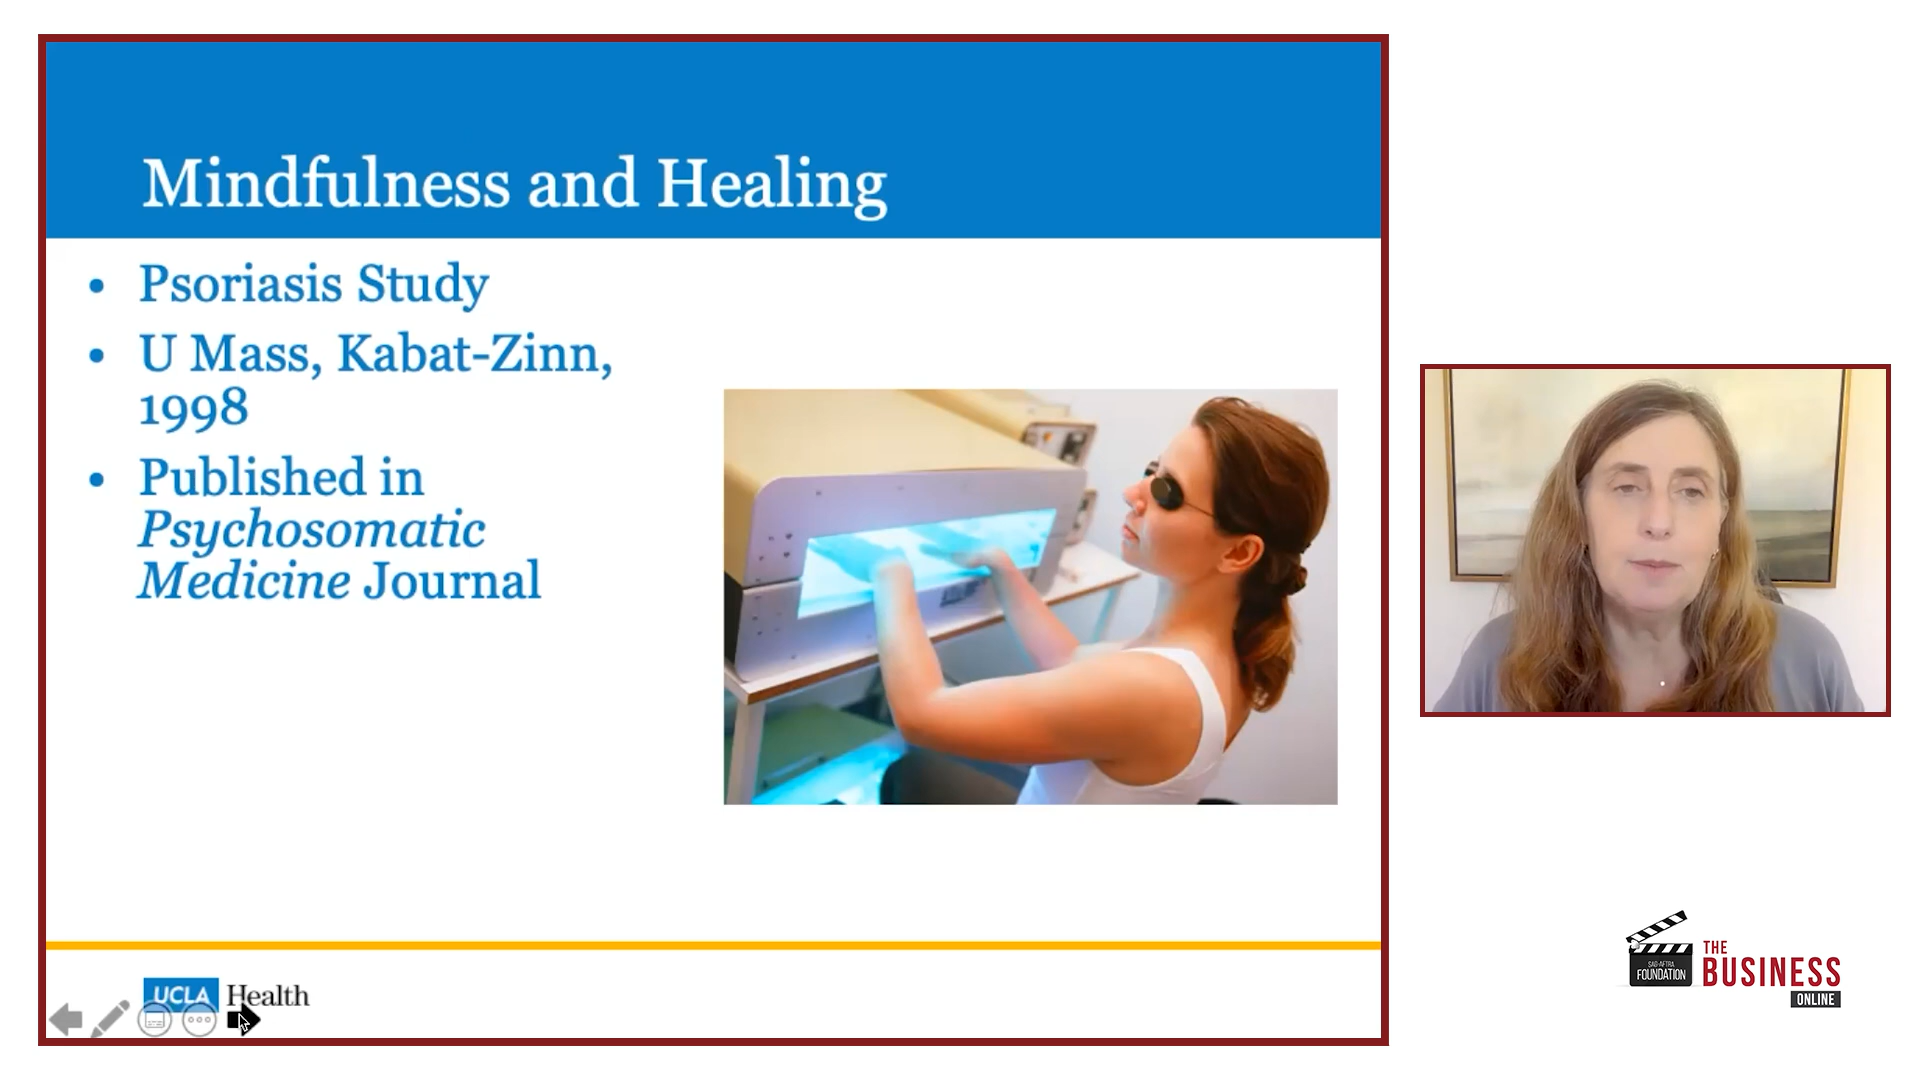 Mindfulness and Healing
• Psoriasis Study
• U Mass, Kabat-Zinn,
1998
• Published in
Psychosomatic
Medicine Journal
UCLA Health
SAG-AFTRA
FOUNDATION
THE
BUSINESS
ONLINE